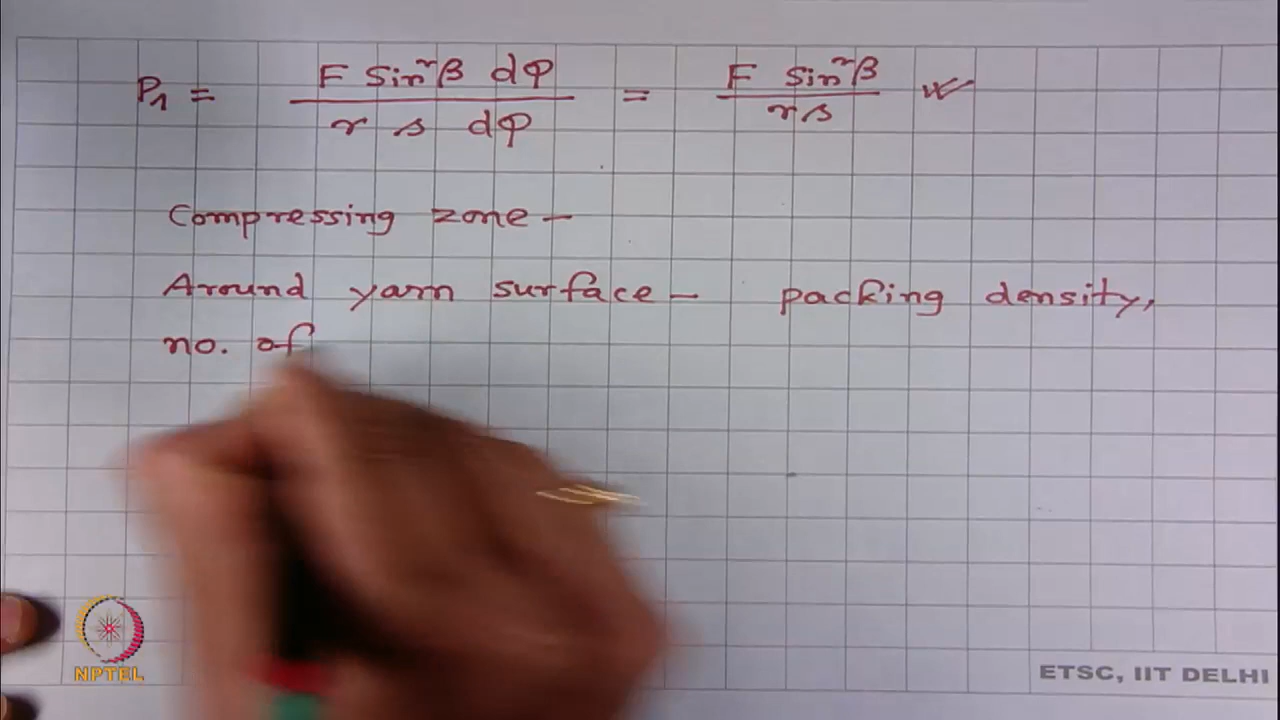 P1 = F Sin²β dφ / r s dφ = F Sin²β / r s
Compressing zone –
Around yarn surface – packing density,
no. of
NPTEL
ETSC, IIT DELHI